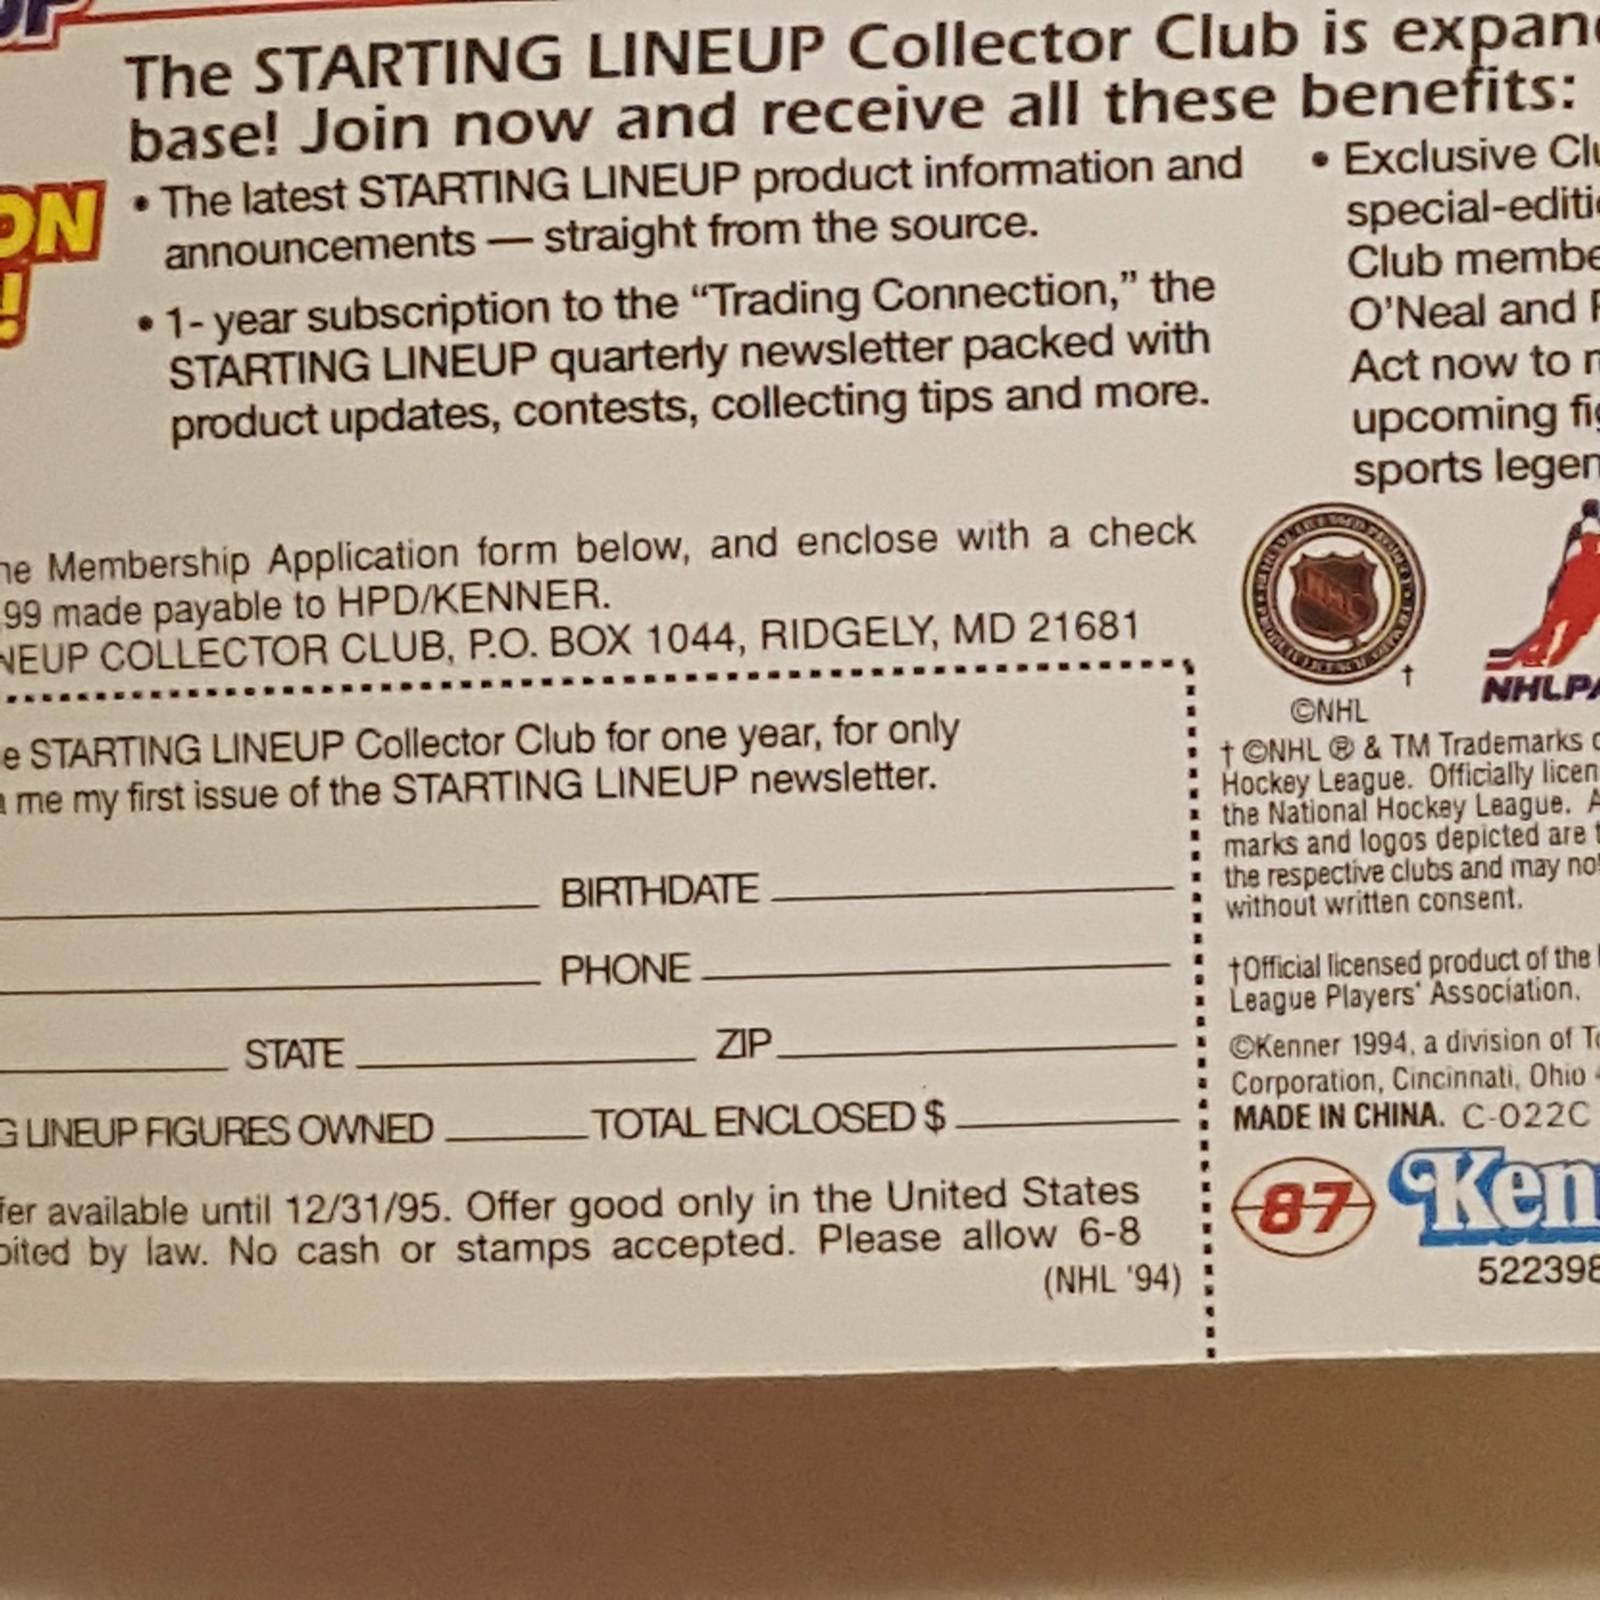 The STARTING LINEUP Collector Club is expan
base! Join now and receive all these benefits:
ON
!
• The latest STARTING LINEUP product information and
announcements — straight from the source.
• 1- year subscription to the “Trading Connection,” the
STARTING LINEUP quarterly newsletter packed with
product updates, contests, collecting tips and more.
• Exclusive Clu
special-editi
Club membe
O'Neal and
Act now to
upcoming fig
sports legen
he Membership Application form below, and enclose with a check
99 made payable to HPD/KENNER.
NEUP COLLECTOR CLUB, P.O. BOX 1044, RIDGELY, MD 21681
e STARTING LINEUP Collector Club for one year, for only
me my first issue of the STARTING LINEUP newsletter.
BIRTHDATE
PHONE
STATE ZIP
G LINEUP FIGURES OWNED TOTAL ENCLOSED $
fer available until 12/31/95. Offer good only in the United States
bited by law. No cash or stamps accepted. Please allow 6-8
(NHL '94)
NHL
†
©NHL
NHLPA
† ©NHL ® & TM Trademarks
Hockey League. Officially licen
the National Hockey League. A
marks and logos depicted are
the respective clubs and may not
without written consent.
†Official licensed product of the
League Players' Association.
©Kenner 1994, a division of To
Corporation, Cincinnati, Ohio
MADE IN CHINA. C-022C
87
Ken
522398